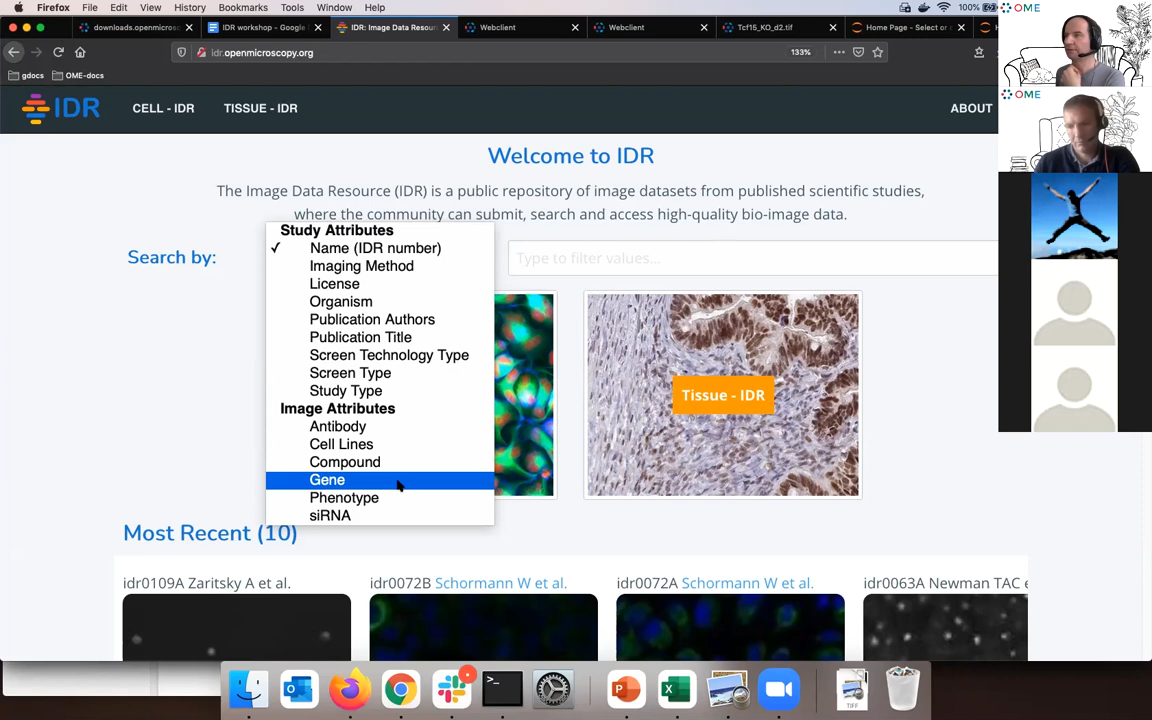 Firefox File Edit View History Bookmarks Tools Window Help 100%
OME
downloads.openmicrosc
IDR workshop - Google
IDR: Image Data Resour
Webclient
Webclient
Tcf15_KO_d2.tif
Home Page - Select or
idr.openmicroscopy.org
133%
gdocs OME-docs
OME
IDR CELL - IDR TISSUE - IDR ABOUT
Welcome to IDR
The Image Data Resource (IDR) is a public repository of image datasets from published scientific studies,
where the community can submit, search and access high-quality bio-image data.
Search by:
Type to filter values...
Study Attributes
✓ Name (IDR number)
Imaging Method
License
Organism
Publication Authors
Publication Title
Screen Technology Type
Screen Type
Study Type
Image Attributes
Antibody
Cell Lines
Compound
Gene
Phenotype
siRNA
Tissue - IDR
Most Recent (10)
idr0109A Zaritsky A et al.
idr0072B Schormann W et al.
idr0072A Schormann W et al.
idr0063A Newman TAC
TIFF